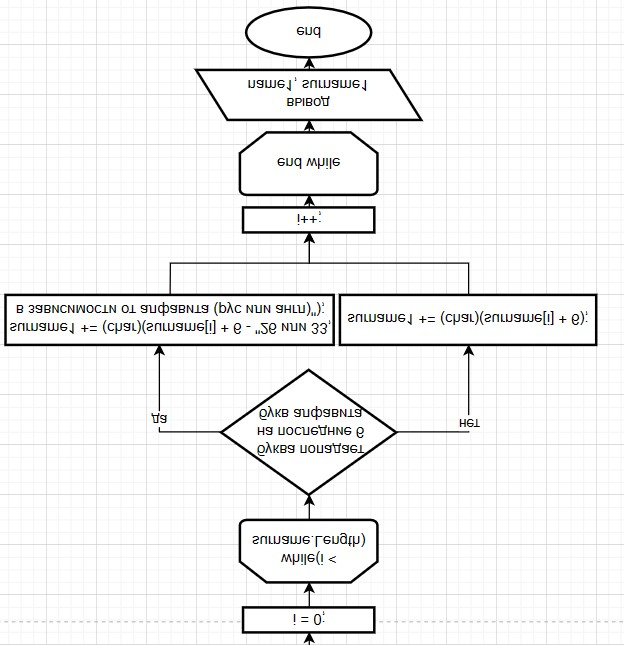 i = 0;
while(i <
surname.Length)
буква попадает
на последние 6
букв алфавита
да
нет
surname1 += (char)(surname[i] + 6 - "26 или 33,
в зависимости от алфавита (рус или англ)");
surname1 += (char)(surname[i] + 6);
i++;
end while
вывод
name1, surname1
end